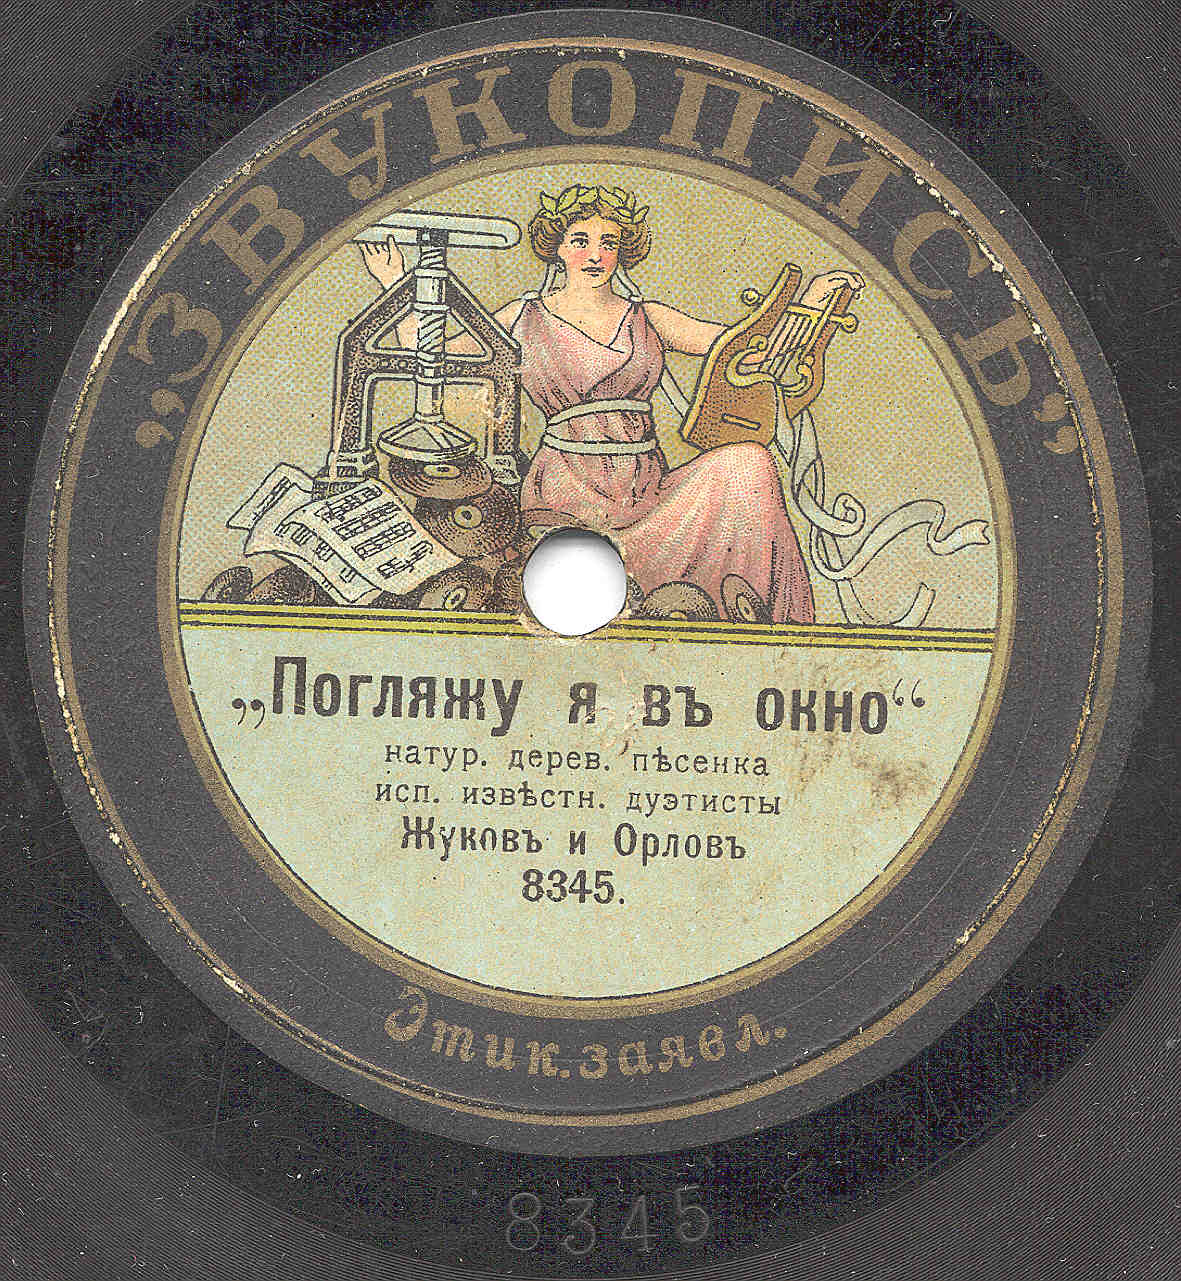 „ЗВУКОПИСЬ”
„Погляжу я въ окно“
натур. дерев. пѣсенка
исп. извѣстн. дуэтисты
Жуковъ и Орловъ
8345.
Этик. заявл.
8345